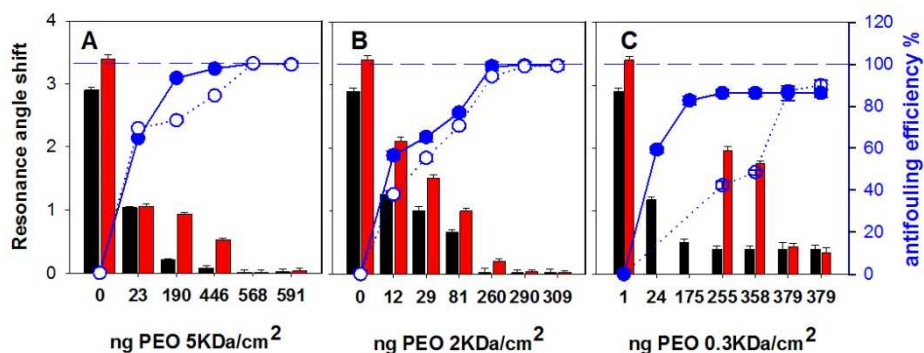 A B C
Resonance angle shift
4
3
2
1
0
0 23 190 446 568 591
ng PEO 5KDa/cm2
0 12 29 81 260 290 309
ng PEO 2KDa/cm2
1 24 175 255 358 379 379
ng PEO 0.3KDa/cm2
120
100
80
60
40
20
0
antifouling efficiency %